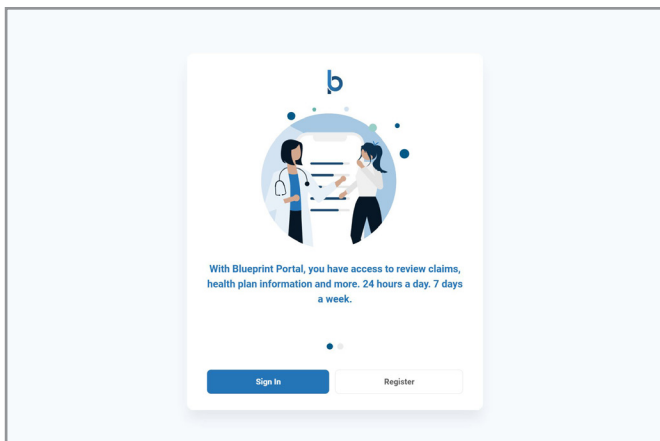 b
With Blueprint Portal, you have access to review claims,
health plan information and more. 24 hours a day. 7 days
a week.
Sign In
Register